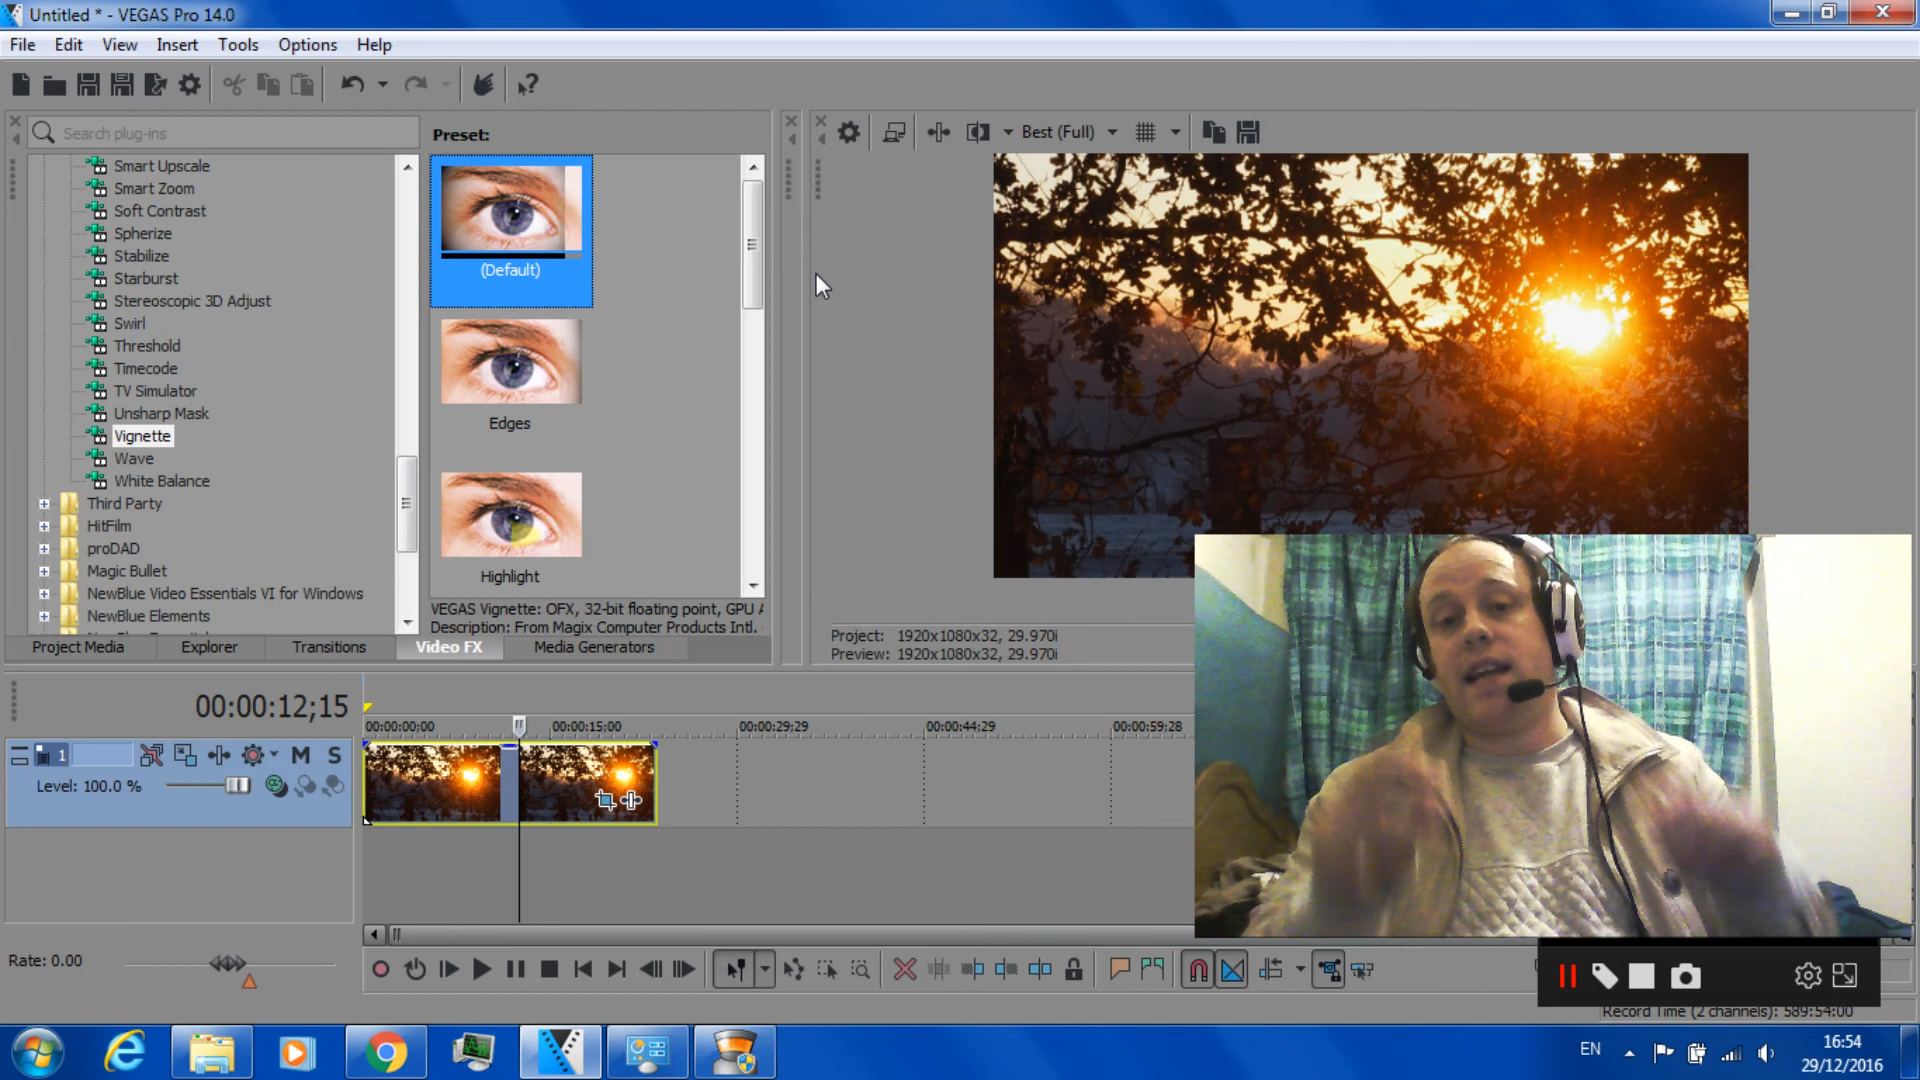 Untitled * - VEGAS Pro 14.0
File Edit View Insert Tools Options Help
Search plug-ins
Preset:
Best (Full)
Smart Upscale
Smart Zoom
Soft Contrast
Spherize
Stabilize
Starburst
Stereoscopic 3D Adjust
Swirl
Threshold
Timecode
TV Simulator
Unsharp Mask
Vignette
Wave
White Balance
Third Party
HitFilm
proDAD
Magic Bullet
NewBlue Video Essentials VI for Windows
NewBlue Elements
(Default)
Edges
Highlight
VEGAS Vignette: OFX, 32-bit floating point, GPU
Description: From Magix Computer Products Intl.
Project Media Explorer Transitions Video FX Media Generators
Project: 1920x1080x32, 29.970i
Preview: 1920x1080x32, 29.970i
00:00:12;15
00:00:00;00 00:00:15;00 00:00:29;29 00:00:44;29 00:00:59;28
1 M S
Level: 100.0 %
Rate: 0.00
Record Time (2 channels): 589:54:00
EN
16:54
29/12/2016